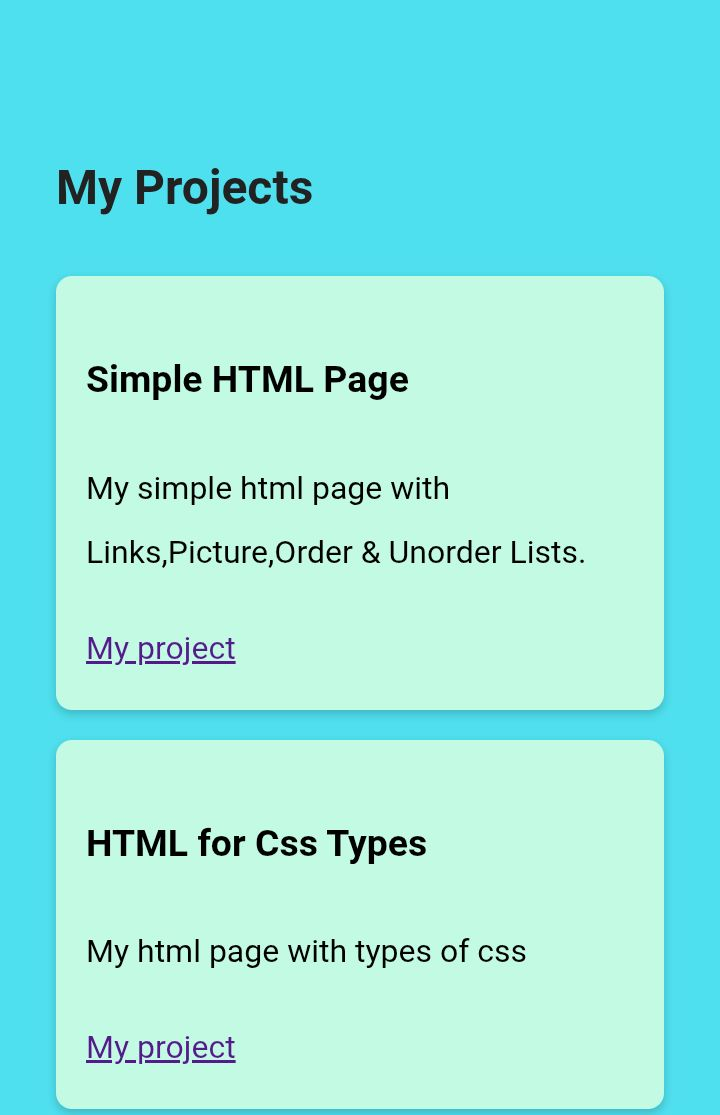 My Projects
Simple HTML Page
My simple html page with
Links,Picture,Order & Unorder Lists.
My project
HTML for Css Types
My html page with types of css
My project